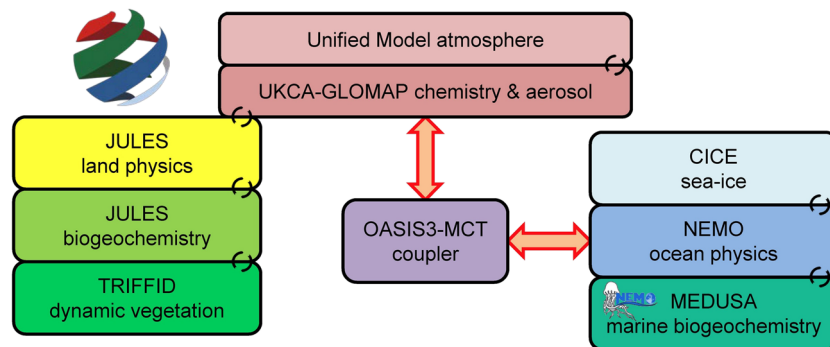 Unified Model atmosphere
UKCA-GLOMAP chemistry & aerosol
JULES
land physics
JULES
biogeochemistry
TRIFFID
dynamic vegetation
OASIS3-MCT
coupler
CICE
sea-ice
NEMO
ocean physics
NEMO
MEDUSA
marine biogeochemistry